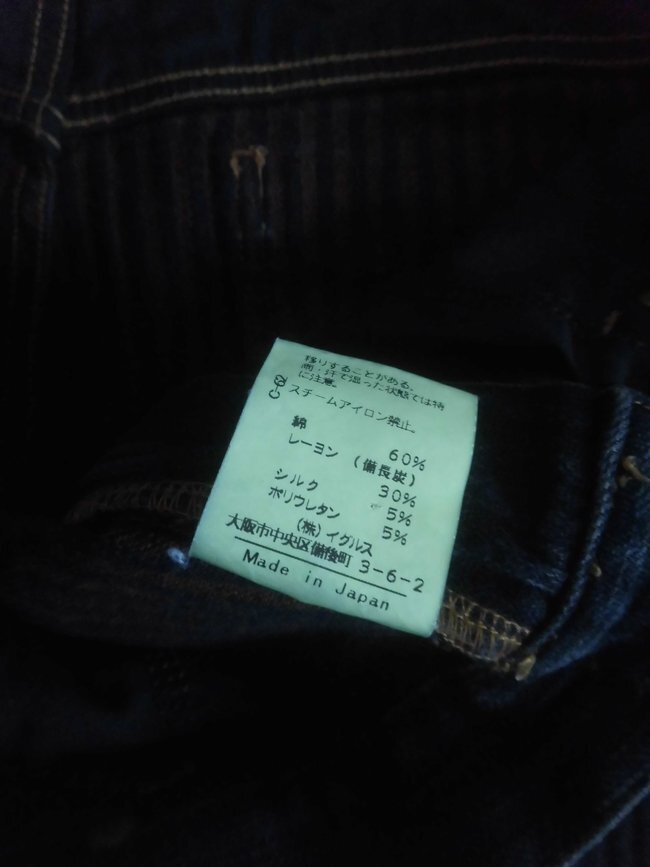 移りすることがある。
雨・汗で湿った状態では特
に注意。
C-62
スチームアイロン禁止。
綿 60%
レーヨン (備長炭)
30%
シルク 5%
ポリウレタン 5%
(株)イグルス
大阪市中央区備後町 3-6-2
Made in Japan